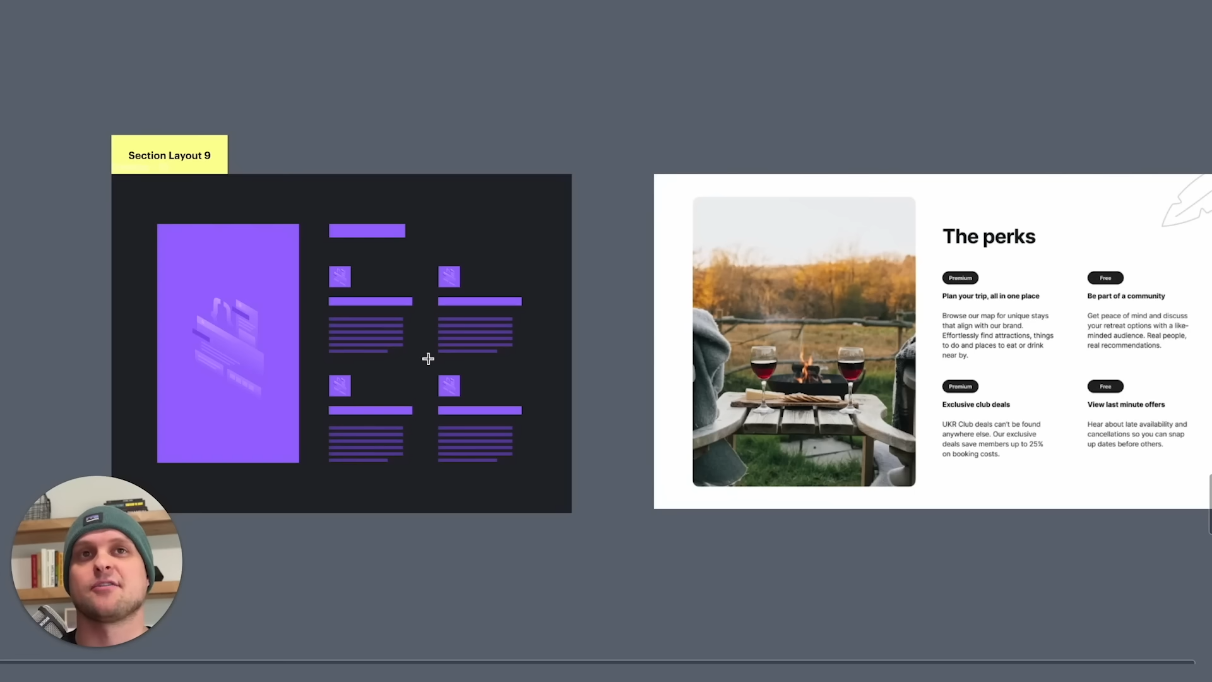 Section Layout 9
The perks
Premium
Plan your trip, all in one place
Browse our map for unique stays
that align with our brand.
Effortlessly find attractions, things
to do and places to eat or drink
near by.
Free
Be part of a community
Get peace of mind and discuss
your retreat options with a like-
minded audience. Real people,
real recommendations.
Premium
Exclusive club deals
UKR Club deals can't be found
anywhere else. Our exclusive
deals save members up to 25%
on booking costs.
Free
View last minute offers
Hear about late availability and
cancellations so you can snap
up dates before others.